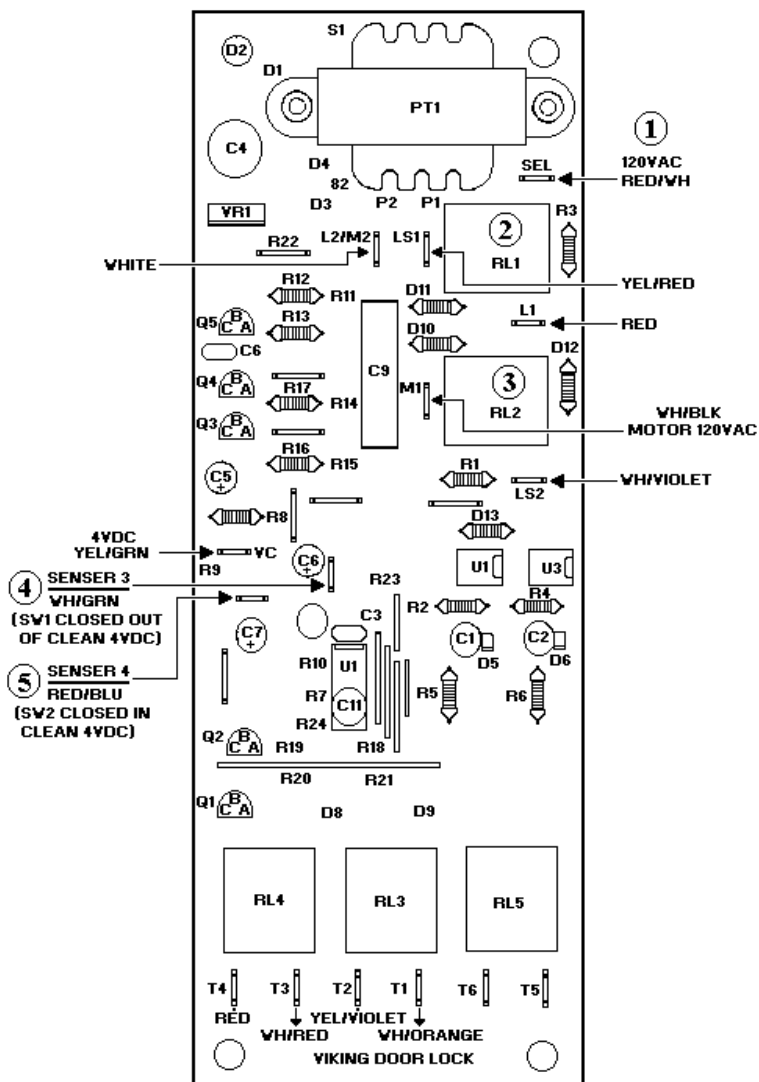 S1
D2
D1
PT1
1
C4
120VAC
RED/WH
SEL
D4
82
D3
P2
P1
R3
VR1
2
RL1
L2/M2
LS1
R22
WHITE
YEL/RED
R12
R11
D11
L1
RED
Q5
B
C A
R13
C6
D10
D12
C9
Q4
B
C A
R17
R14
M1
3
RL2
WH/BLK
MOTOR 120VAC
Q3
B
C A
R16
R15
R1
C5
+
WH/VIOLET
LS2
R8
D13
4VDC
YEL/GRN
VC
R9
C6
+
U1
U3
4
SENSER 3
WH/GRN
(SW1 CLOSED OUT
OF CLEAN 4VDC)
R23
R2
R4
C7
+
C3
C1
C2
D5
D6
5
SENSER 4
RED/BLU
(SW2 CLOSED IN
CLEAN 4VDC)
R10
U1
R7
C11
R5
R6
R24
Q2
B
C A
R19
R18
R20
R21
Q1
B
C A
D8
D9
RL4
RL3
RL5
T4
T3
T2
T1
T6
T5
RED
YEL/VIOLET
WH/RED
WH/ORANGE
VIKING DOOR LOCK